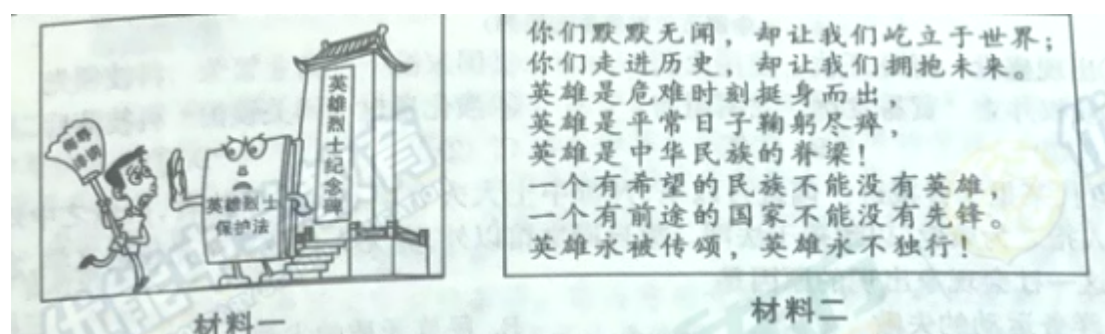 侮辱
诽谤
英雄烈士
保护法
英雄烈士纪念碑
材料一
你们默默无闻，却让我们屹立于世界；
你们走进历史，却让我们拥抱未来。
英雄是危难时刻挺身而出，
英雄是平常日子鞠躬尽瘁，
英雄是中华民族的脊梁！
一个有希望的民族不能没有英雄，
一个有前途的国家不能没有先锋。
英雄永被传颂，英雄永不独行！
材料二